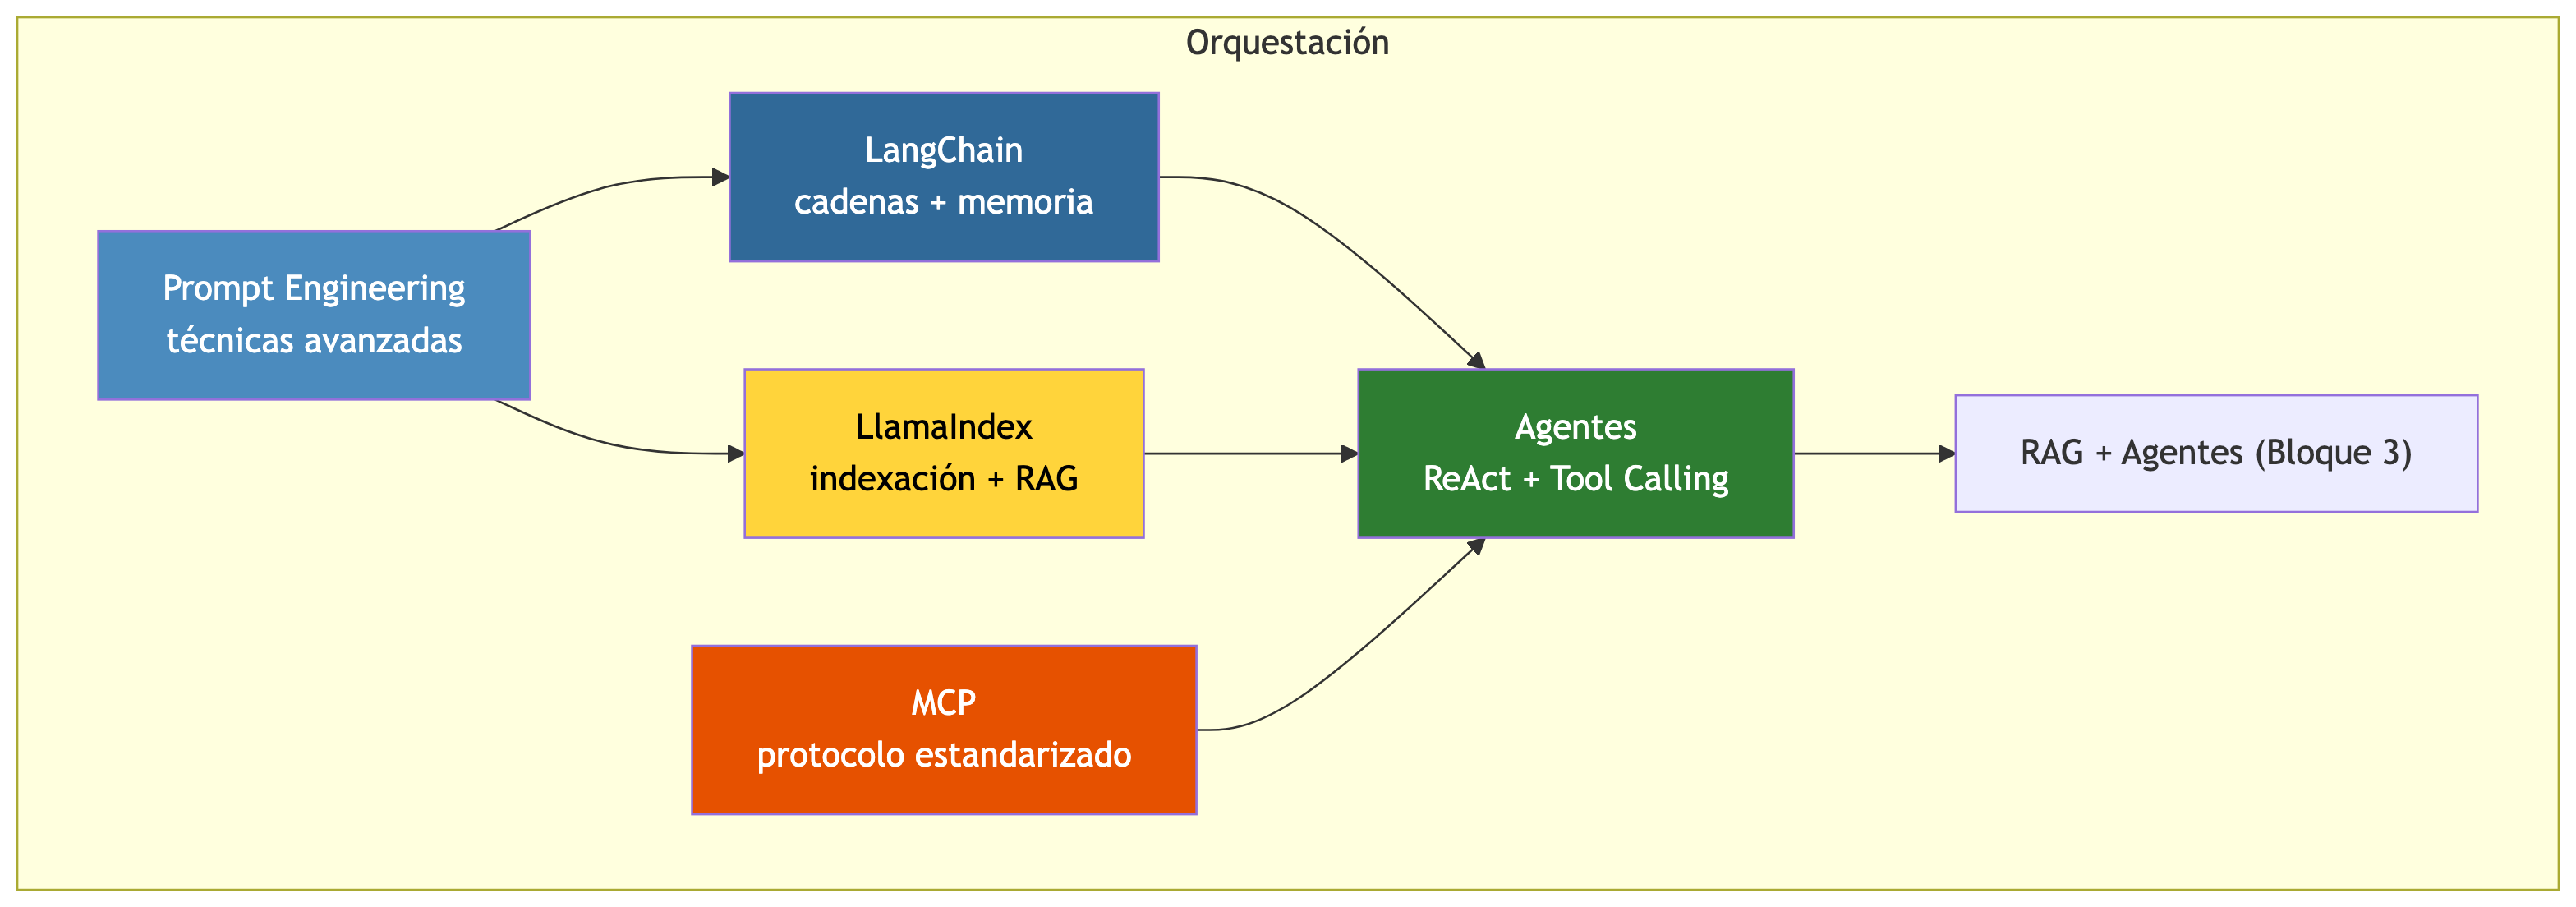 Orquestación
Prompt Engineering
técnicas avanzadas
LangChain
cadenas + memoria
LlamaIndex
indexación + RAG
MCP
protocolo estandarizado
Agentes
ReAct + Tool Calling
RAG + Agentes (Bloque 3)